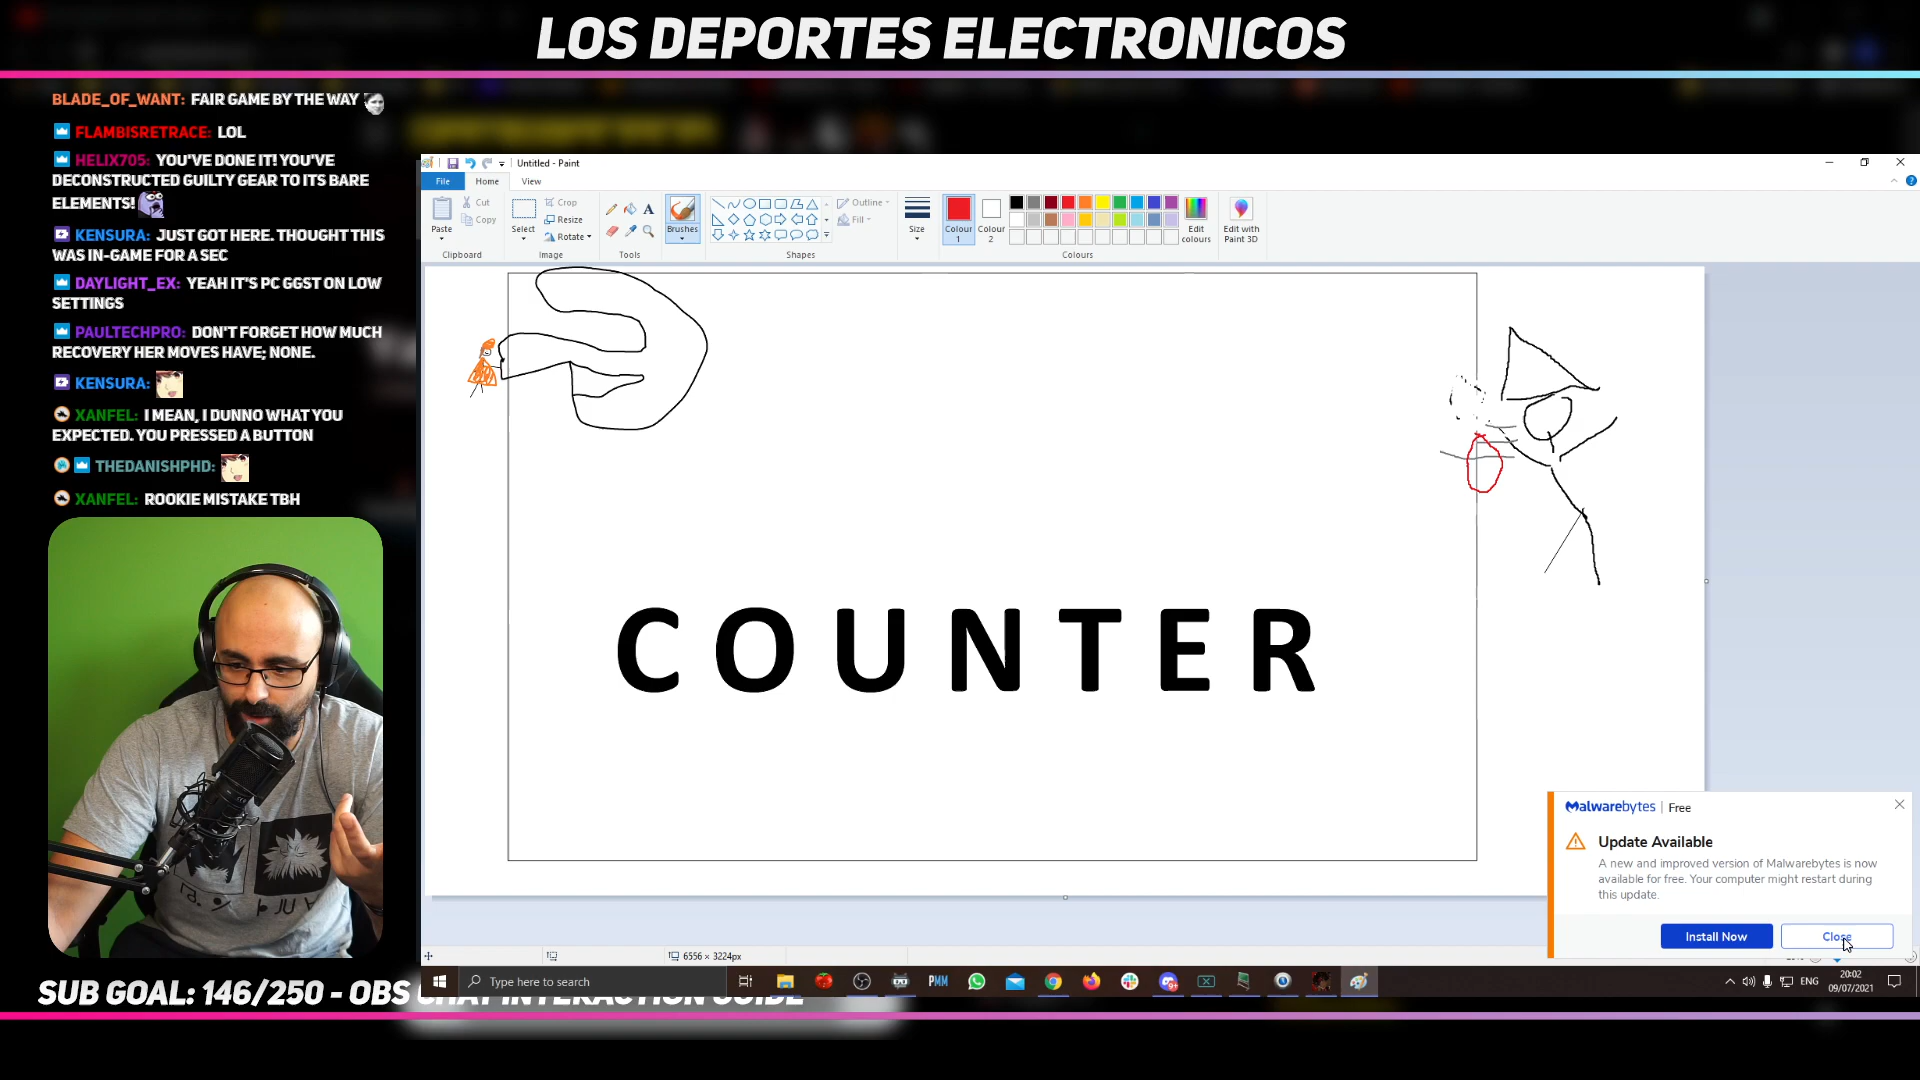 LOS DEPORTES ELECTRONICOS
BLADE_OF_WANT: FAIR GAME BY THE WAY
FLAMBISRETRACE: LOL
HELIX705: YOU'VE DONE IT! YOU'VE
DECONSTRUCTED GUILTY GEAR TO ITS BARE
ELEMENTS!
KENSURA: JUST GOT HERE. THOUGHT THIS
WAS IN-GAME FOR A SEC
DAYLIGHT_EX: YEAH IT'S PC GGST ON LOW
SETTINGS
PAULTECHPRO: DON'T FORGET HOW MUCH
RECOVERY HER MOVES HAVE; NONE.
KENSURA:
XANFEL: I MEAN, I DUNNO WHAT YOU
EXPECTED. YOU PRESSED A BUTTON
THEDANISHPHD:
XANFEL: ROOKIE MISTAKE TBH
Untitled - Paint
File Home View
Paste Cut Copy Clipboard
Select Crop Resize Rotate Image
Tools
Brushes
Outline Fill Shapes
Size
Colour 1 Colour 2 Edit colours Colours
Edit with Paint 3D
COUNTER
Malwarebytes | Free
Update Available
A new and improved version of Malwarebytes is now
available for free. Your computer might restart during
this update.
Install Now Close
6556 × 3224px
Type here to search
PMM
9+
ENG
20:02
09/07/2021
SUB GOAL: 146/250 - OBS CHAT INTERACTION GUIDE